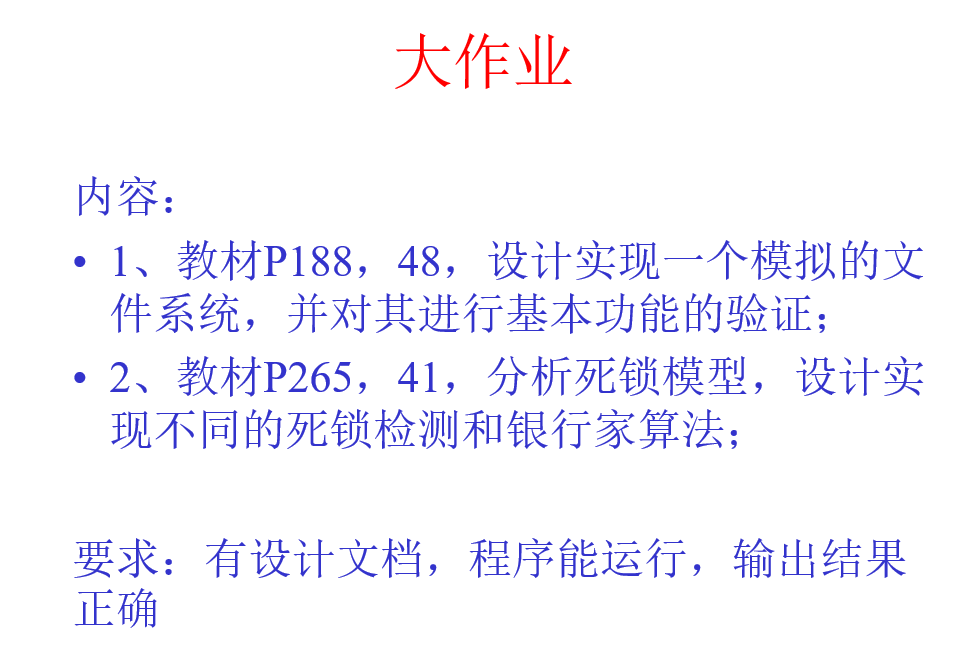 大作业
内容：
• 1、教材P188，48，设计实现一个模拟的文
件系统，并对其进行基本功能的验证；
• 2、教材P265，41，分析死锁模型，设计实
现不同的死锁检测和银行家算法；
要求：有设计文档，程序能运行，输出结果
正确